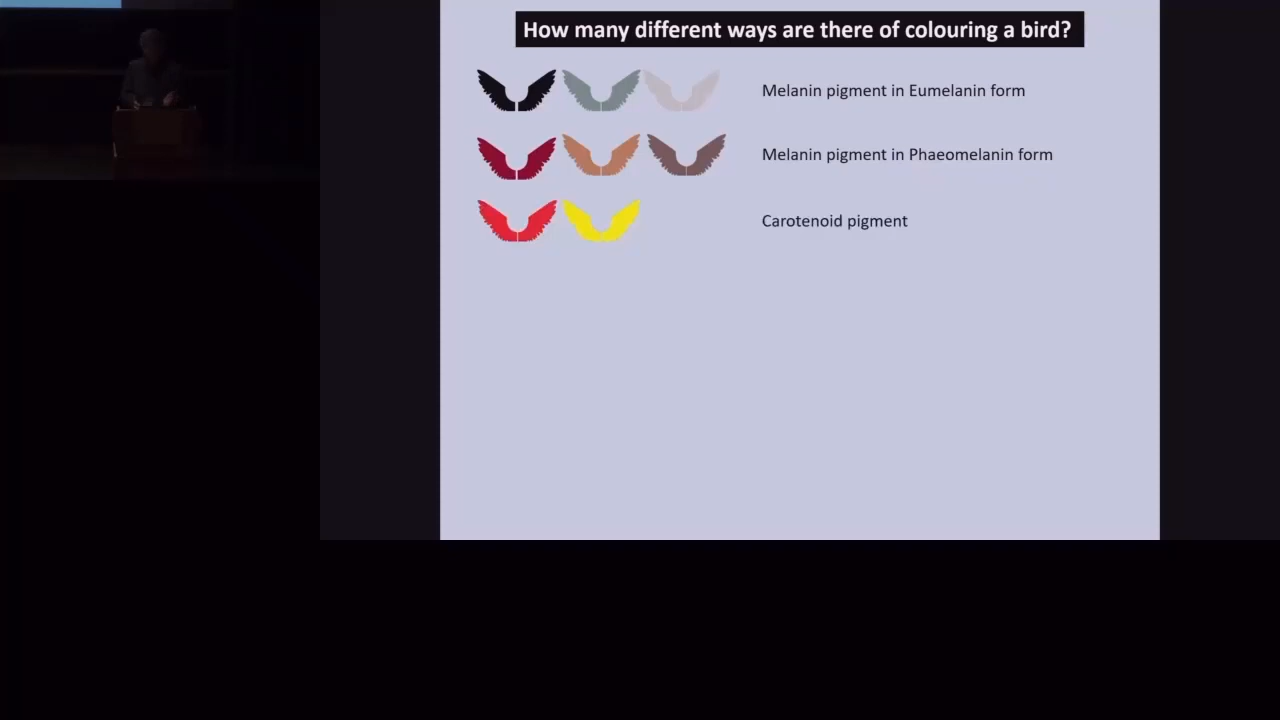 How many different ways are there of colouring a bird?
Melanin pigment in Eumelanin form
Melanin pigment in Phaeomelanin form
Carotenoid pigment